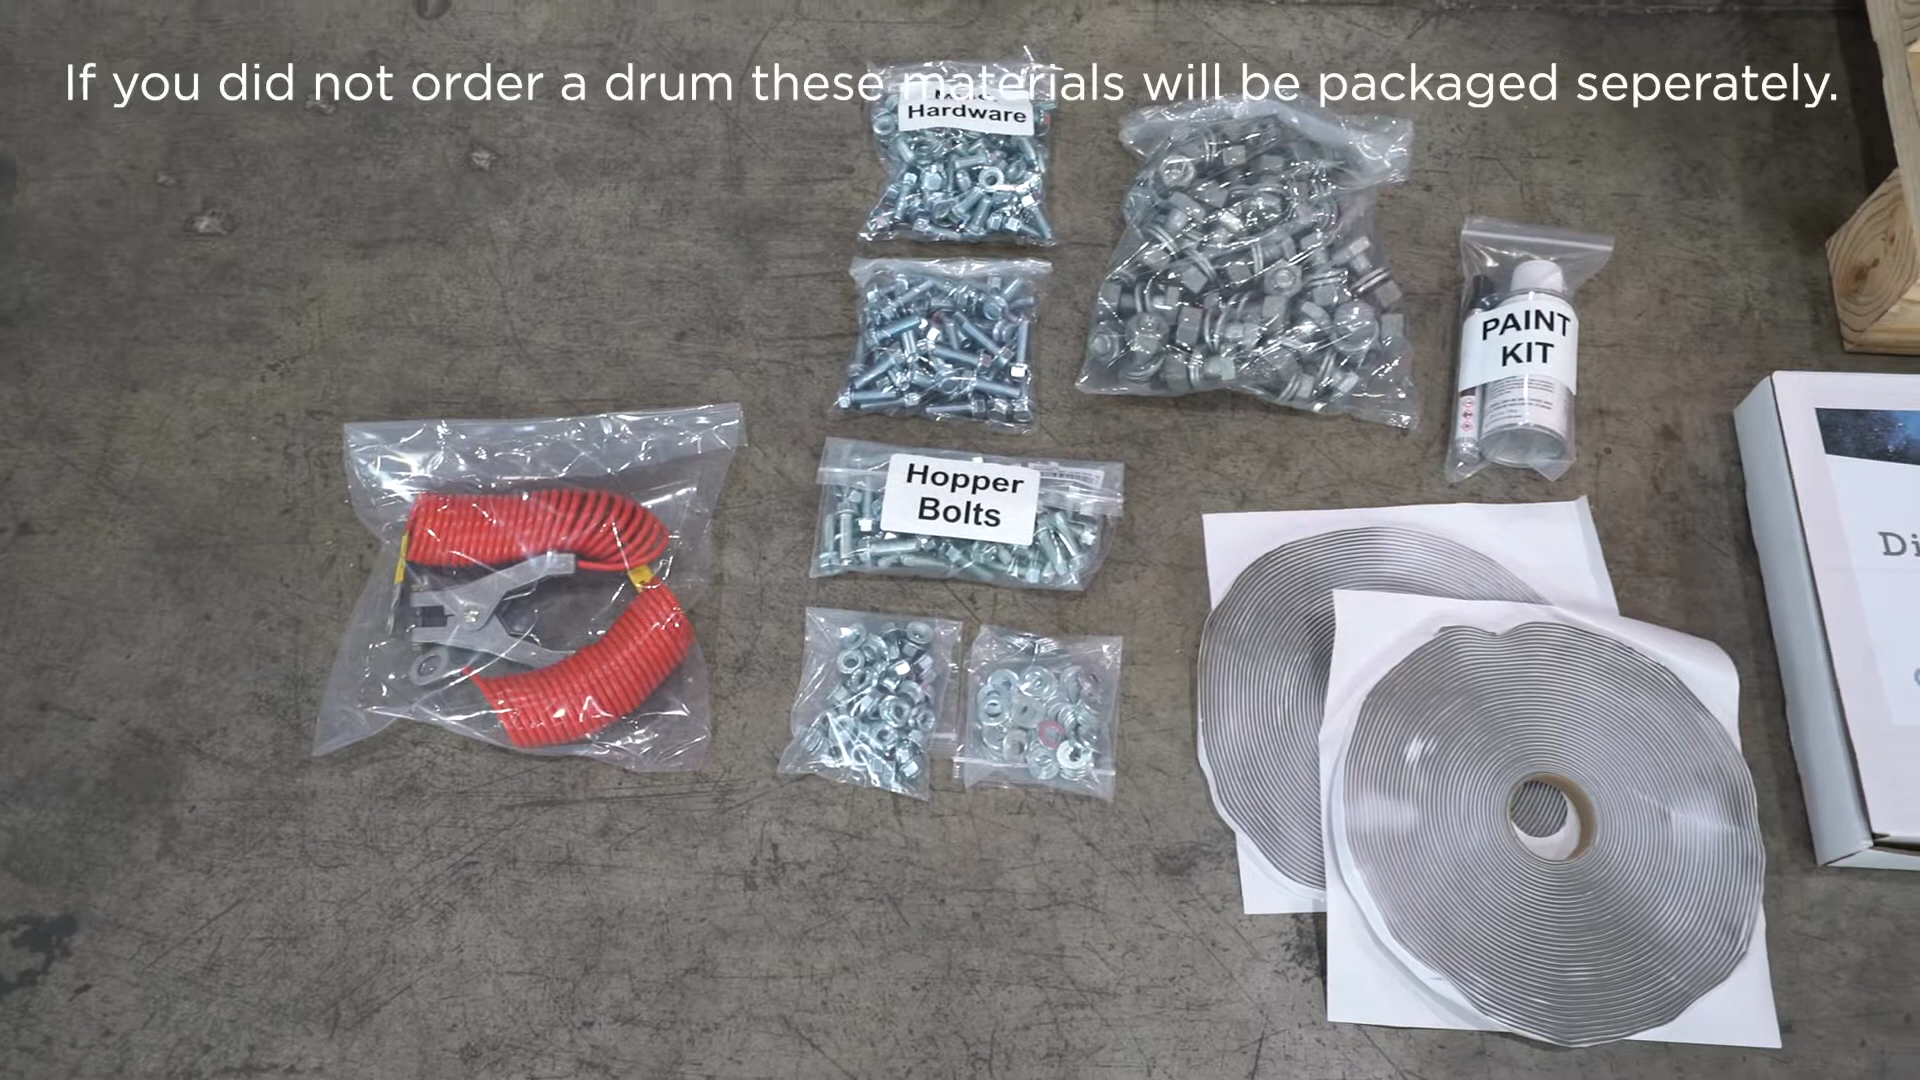 If you did not order a drum these materials will be packaged seperately.
Hardware
PAINT
KIT
Hopper
Bolts